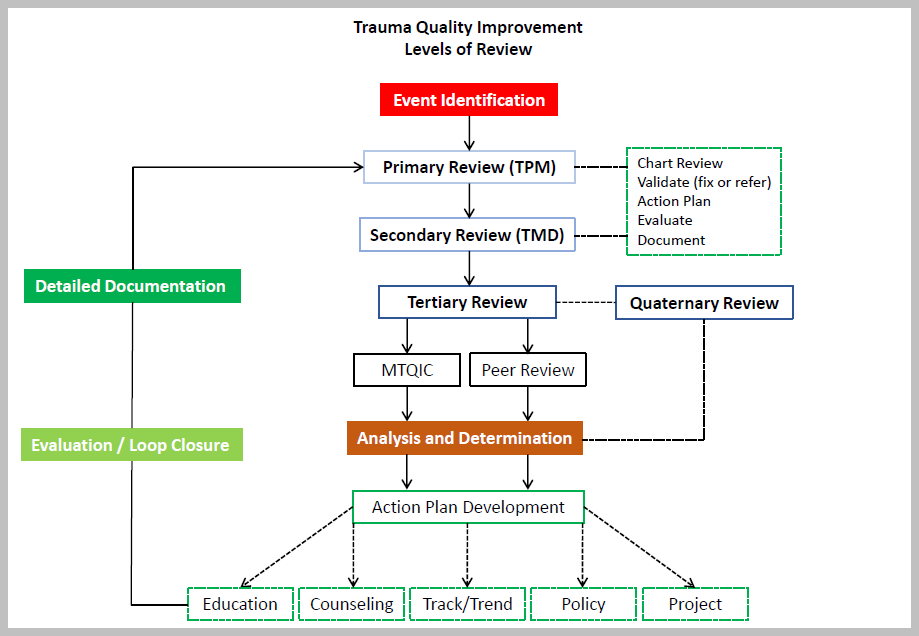 Trauma Quality Improvement
Levels of Review
Event Identification
Primary Review (TPM)
Chart Review
Validate (fix or refer)
Action Plan
Evaluate
Document
Secondary Review (TMD)
Detailed Documentation
Tertiary Review
Quaternary Review
MTQIC
Peer Review
Evaluation / Loop Closure
Analysis and Determination
Action Plan Development
Education
Counseling
Track/Trend
Policy
Project